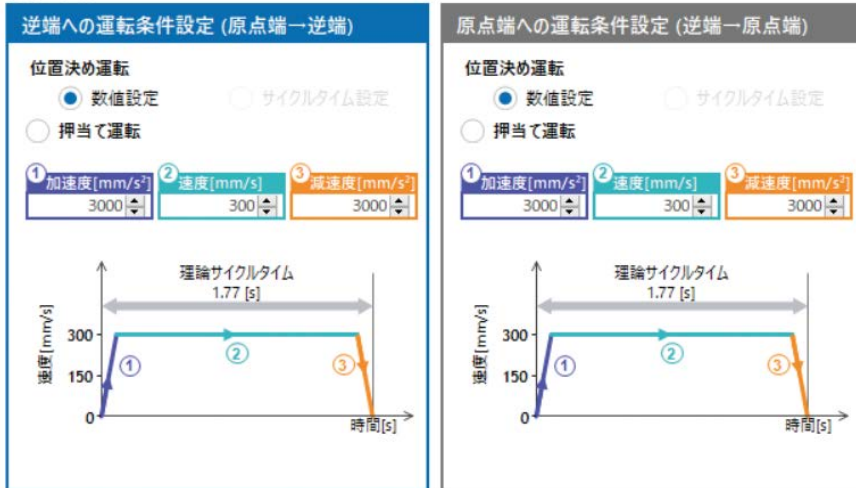 逆端への運転条件設定 (原点端→逆端)
位置決め運転
数値設定
サイクルタイム設定
押当て運転
① 加速度[mm/s²]
3000
② 速度[mm/s]
300
③ 減速度[mm/s²]
3000
理論サイクルタイム
1.77 [s]
速度[mm/s]
300
150
0
①
②
③
時間[s]
原点端への運転条件設定 (逆端→原点端)
位置決め運転
数値設定
サイクルタイム設定
押当て運転
① 加速度[mm/s²]
3000
② 速度[mm/s]
300
③ 減速度[mm/s²]
3000
理論サイクルタイム
1.77 [s]
速度[mm/s]
300
150
0
①
②
③
時間[s]